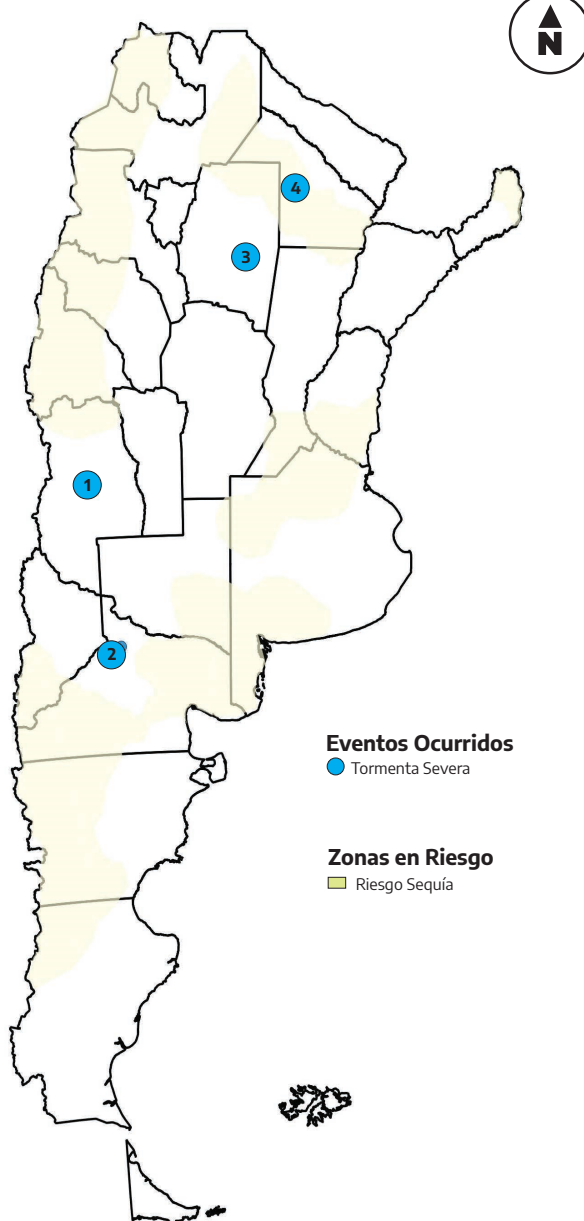 N
4
3
1
2
Eventos Ocurridos
Tormenta Severa
Zonas en Riesgo
Riesgo Sequía